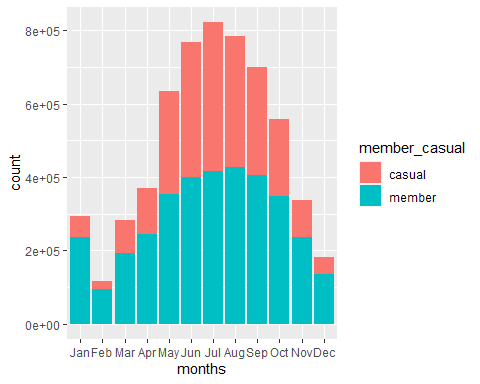 8e+05
6e+05
4e+05
2e+05
0e+00
count
Jan Feb Mar Apr May Jun Jul Aug Sep Oct Nov Dec
months
member_casual
casual
member